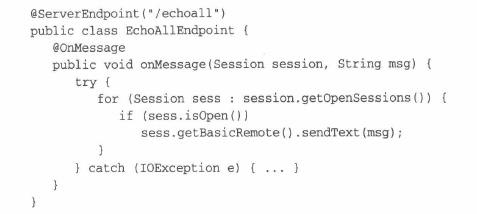 @ServerEndpoint("/echoall")
public class EchoAllEndpoint {
   @OnMessage
   public void onMessage(Session session, String msg) {
      try {
         for (Session sess : session.getOpenSessions()) {
            if (sess.isOpen())
               sess.getBasicRemote().sendText(msg);
         }
      } catch (IOException e) { ... }
   }
}